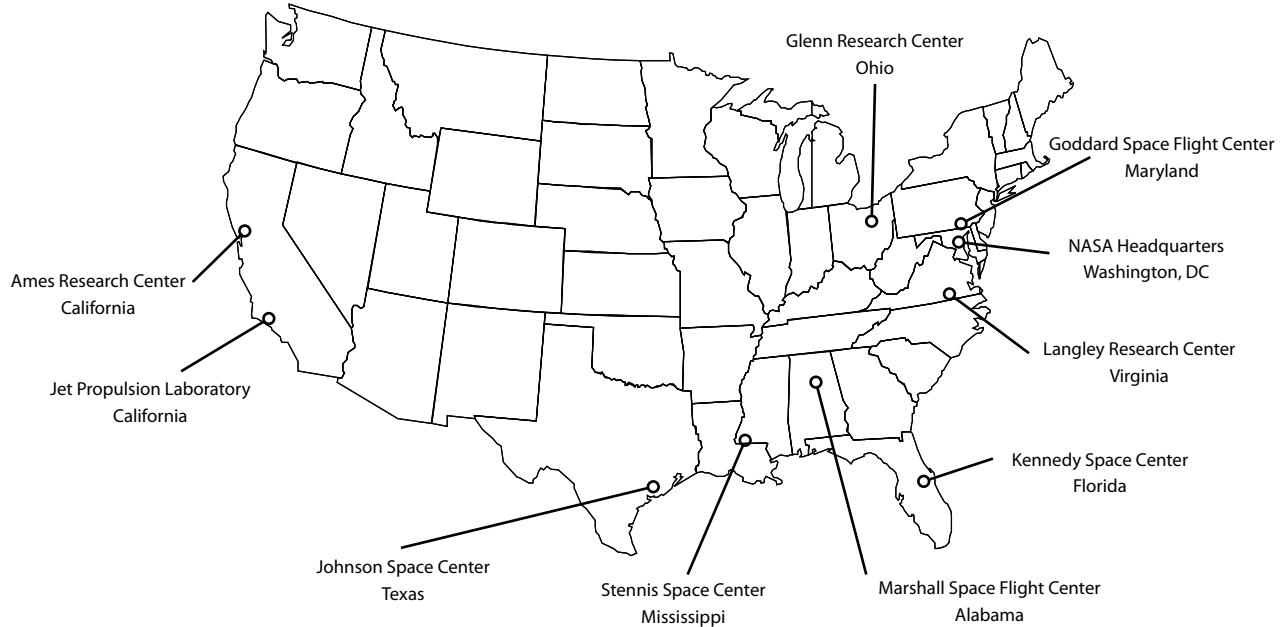 Glenn Research Center
Ohio
Goddard Space Flight Center
Maryland
NASA Headquarters
Washington, DC
Ames Research Center
California
Langley Research Center
Virginia
Jet Propulsion Laboratory
California
Kennedy Space Center
Florida
Johnson Space Center
Texas
Stennis Space Center
Mississippi
Marshall Space Flight Center
Alabama